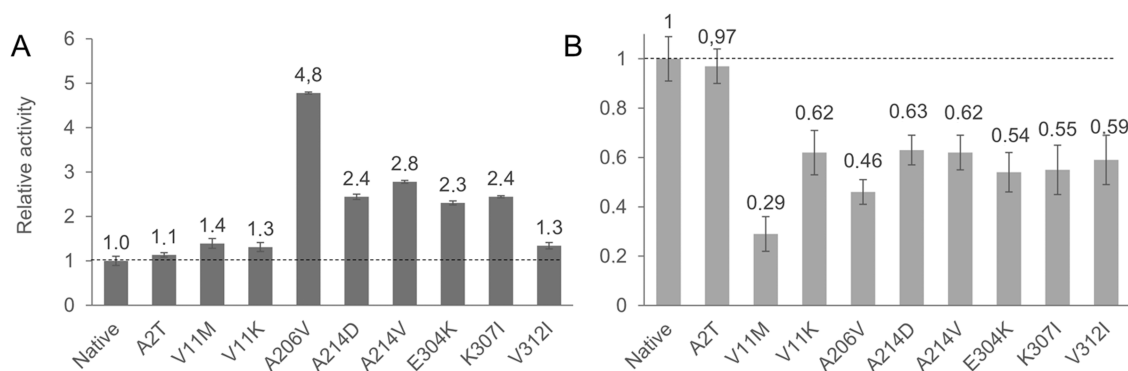 A
Relative activity
6
5
4
3
2
1
0
1.0
1.1
1.4
1.3
4,8
2.4
2.8
2.3
2.4
1.3
Native
A2T
V11M
V11K
A206V
A214D
A214V
E304K
K307I
V312I
B
1
0.8
0.6
0.4
0.2
0
1
0,97
0.29
0.62
0.46
0.63
0.62
0.54
0.55
0.59
Native
A2T
V11M
V11K
A206V
A214D
A214V
E304K
K307I
V312I